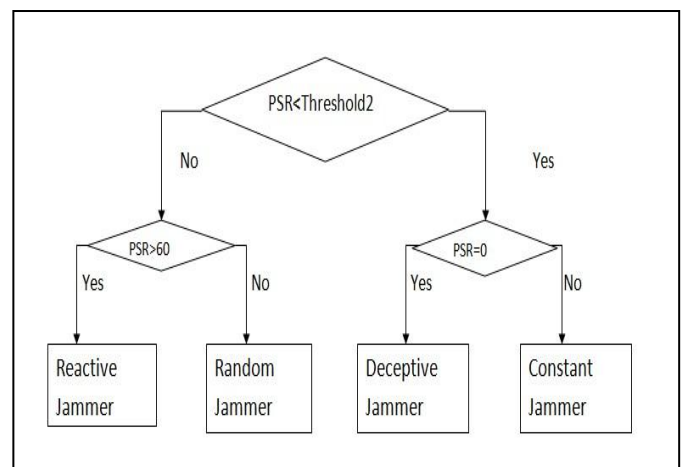 PSR<Threshold2
No
Yes
PSR>60
PSR=0
Yes
No
Yes
No
Reactive
Jammer
Random
Jammer
Deceptive
Jammer
Constant
Jammer